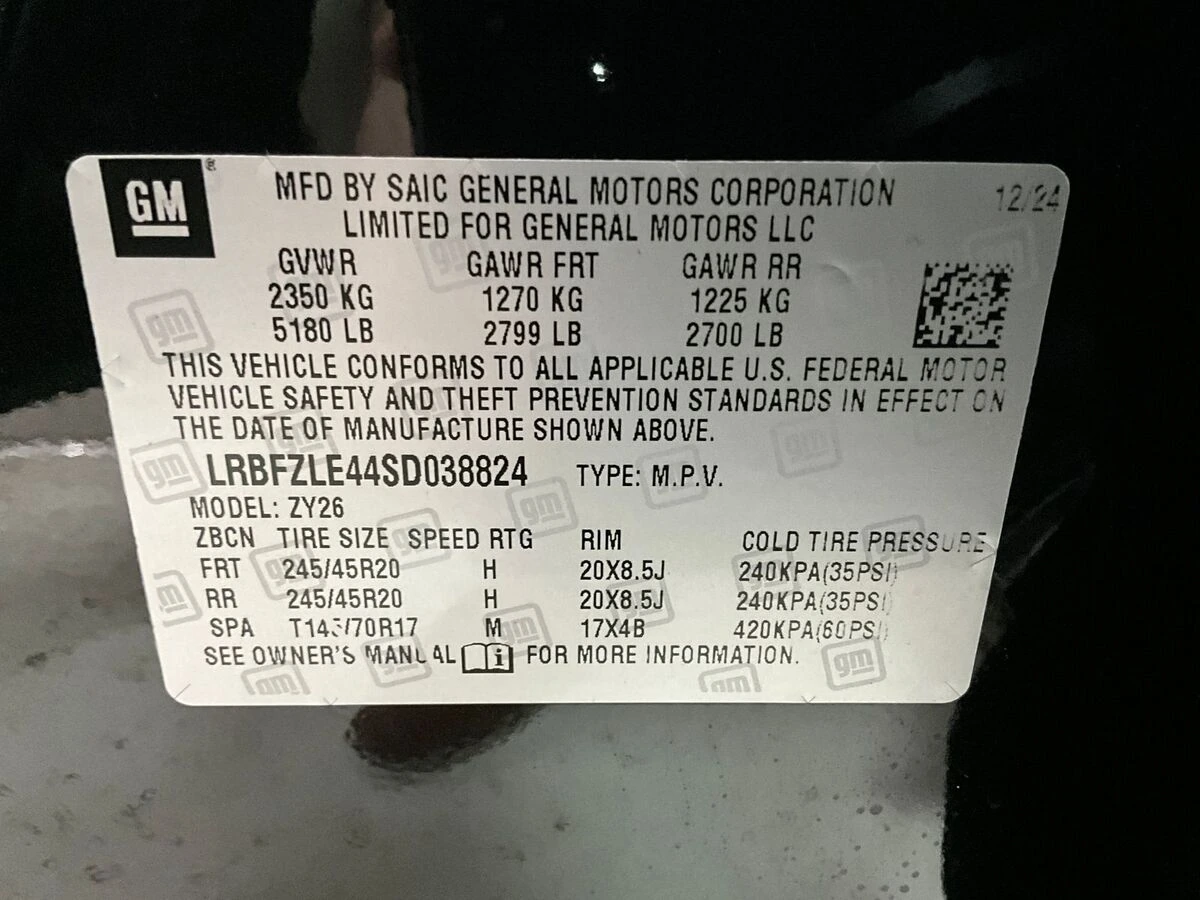 GM ®
MFD BY SAIC GENERAL MOTORS CORPORATION 12/24
LIMITED FOR GENERAL MOTORS LLC
GVWR GAWR FRT GAWR RR
2350 KG 1270 KG 1225 KG
5180 LB 2799 LB 2700 LB
THIS VEHICLE CONFORMS TO ALL APPLICABLE U.S. FEDERAL MOTOR
VEHICLE SAFETY AND THEFT PREVENTION STANDARDS IN EFFECT ON
THE DATE OF MANUFACTURE SHOWN ABOVE.
LRBFZLE44SD038824 TYPE: M.P.V.
MODEL: ZY26
ZBCN TIRE SIZE SPEED RTG RIM COLD TIRE PRESSURE
FRT 245/45R20 H 20X8.5J 240KPA(35PSI)
RR 245/45R20 H 20X8.5J 240KPA(35PSI)
SPA M 17X4B 420KPA(60PSI)
SEE OWNER'S MANUAL FOR MORE INFORMATION.